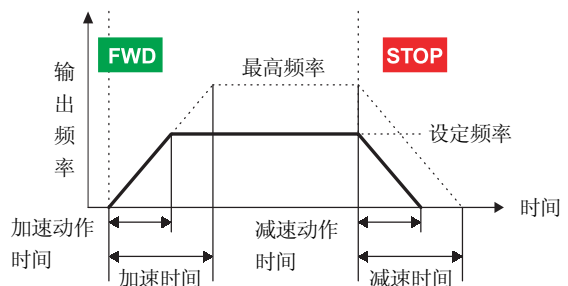 FWD
STOP
最高频率
输出频率
设定频率
时间
加速动作
时间
减速动作
时间
加速时间
减速时间